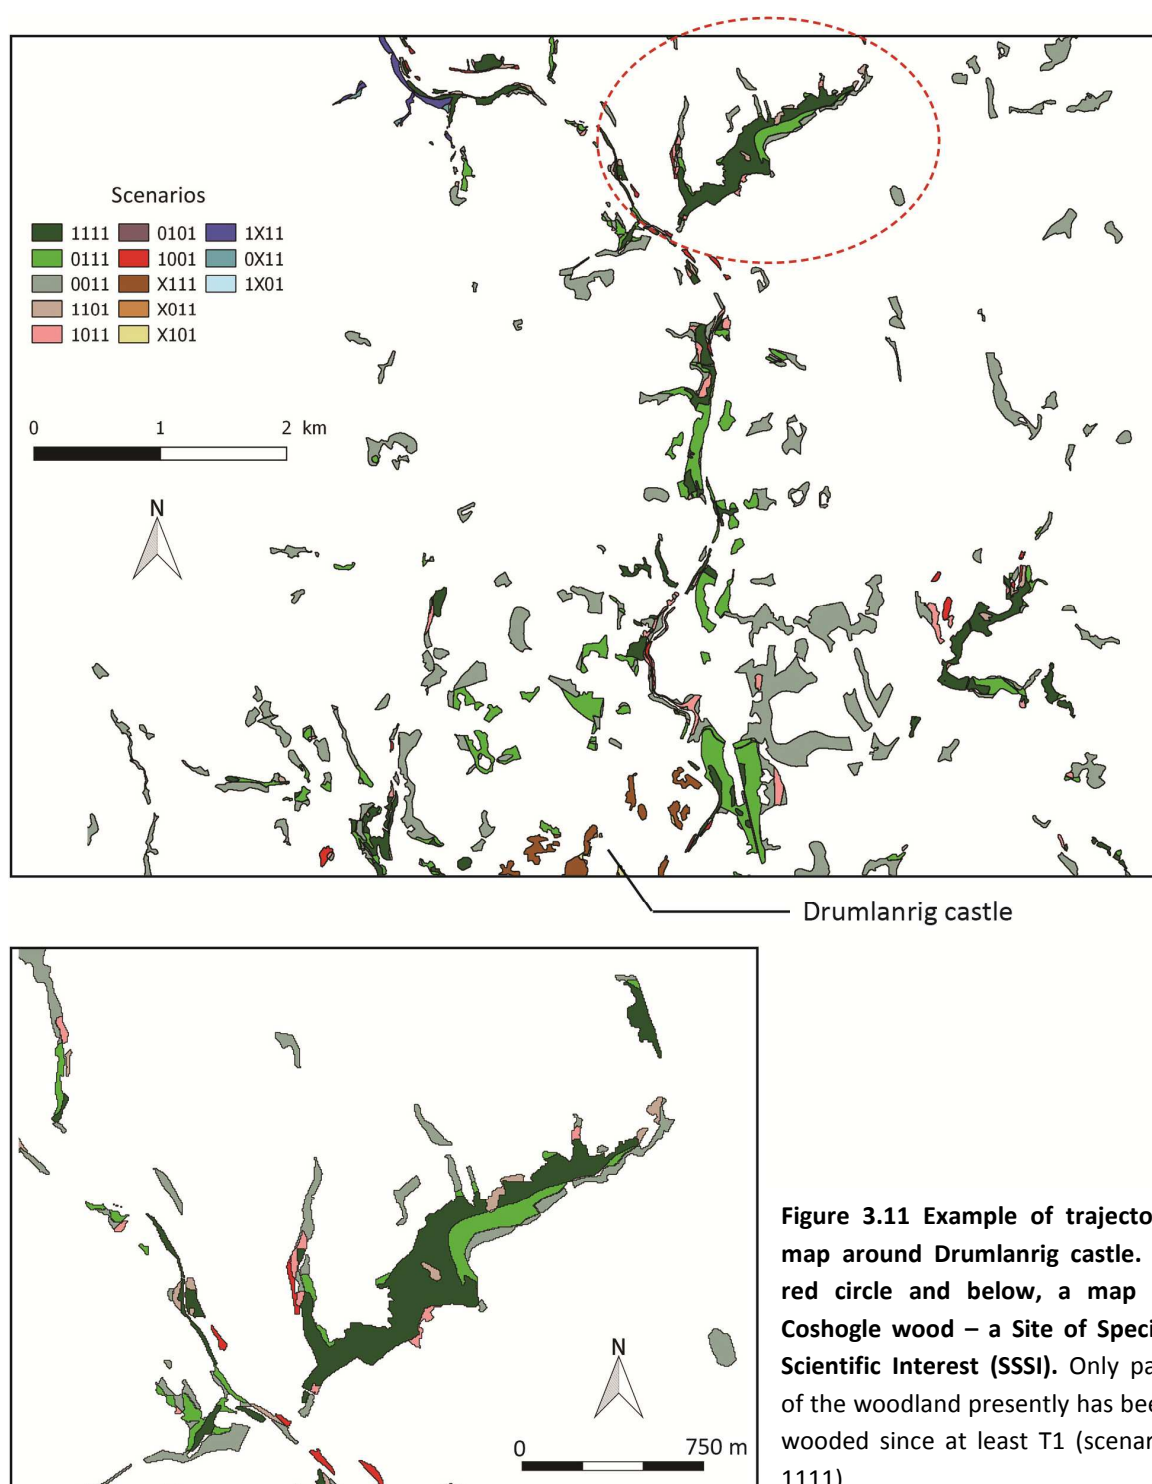 Scenarios
1111 0101 1X11
0111 1001 0X11
0011 X111 1X01
1101 X011
1011 X101
0 1 2 km
N
Drumlanrig castle
N
0 750 m
Figure 3.11 Example of trajecto
map around Drumlanrig castle.
red circle and below, a map
Coshogle wood – a Site of Speci
Scientific Interest (SSSI). Only pa
of the woodland presently has bee
wooded since at least T1 (scenar
1111)